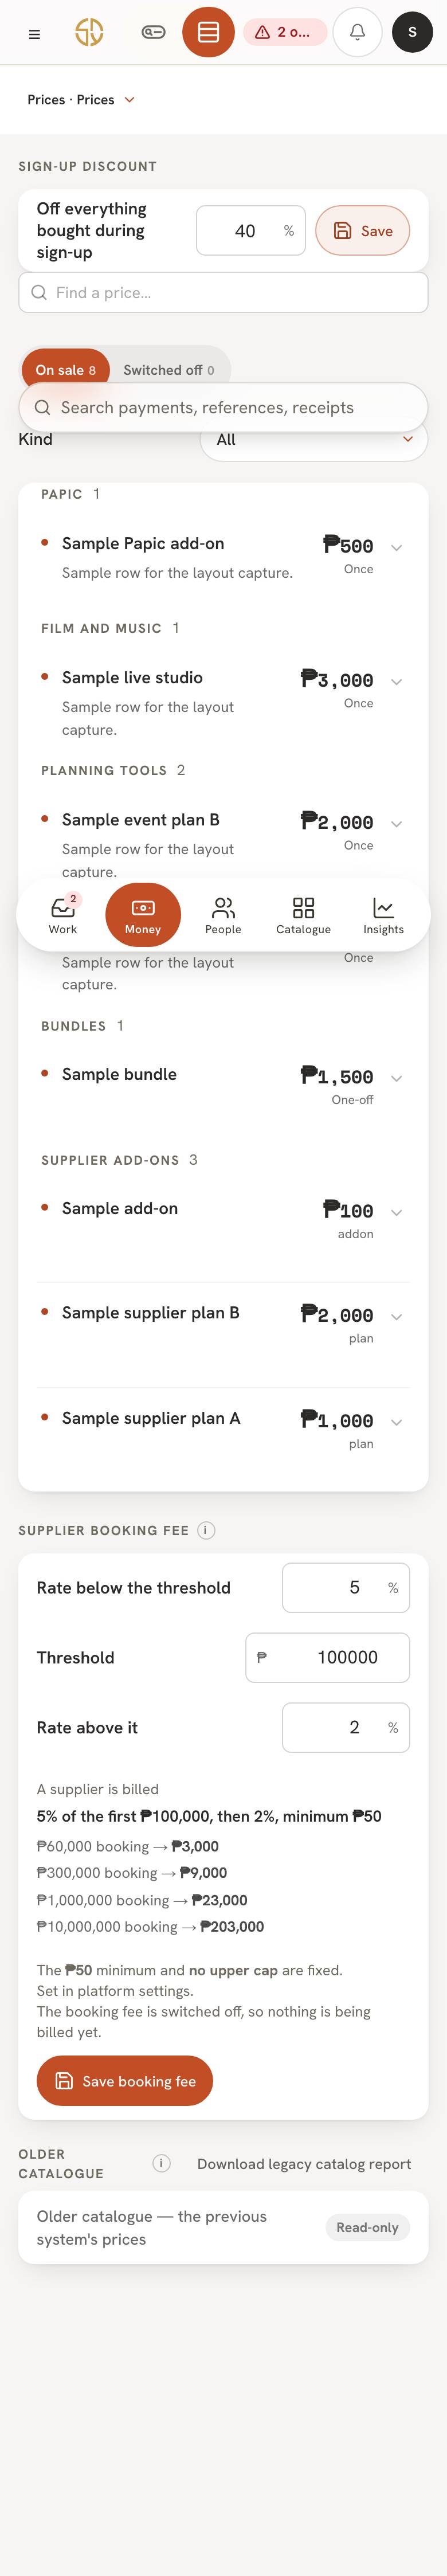 2 o...
S
Prices · Prices
SIGN-UP DISCOUNT
Off everything
bought during
sign-up
40 %
Save
Find a price...
On sale 8
Switched off 0
Search payments, references, receipts
Kind
All
PAPIC 1
Sample Papic add-on
₱500
Sample row for the layout capture.
Once
FILM AND MUSIC 1
Sample live studio
₱3,000
Sample row for the layout
capture.
Once
PLANNING TOOLS 2
Sample event plan B
₱2,000
Sample row for the layout
capture.
Once
2
Work
Money
People
Catalogue
Insights
Sample row for the layout
capture.
Once
BUNDLES 1
Sample bundle
₱1,500
One-off
SUPPLIER ADD-ONS 3
Sample add-on
₱100
addon
Sample supplier plan B
₱2,000
plan
Sample supplier plan A
₱1,000
plan
SUPPLIER BOOKING FEE i
Rate below the threshold
5 %
Threshold
₱ 100000
Rate above it
2 %
A supplier is billed
5% of the first ₱100,000, then 2%, minimum ₱50
₱60,000 booking → ₱3,000
₱300,000 booking → ₱9,000
₱1,000,000 booking → ₱23,000
₱10,000,000 booking → ₱203,000
The ₱50 minimum and no upper cap are fixed.
Set in platform settings.
The booking fee is switched off, so nothing is being
billed yet.
Save booking fee
OLDER
CATALOGUE
i
Download legacy catalog report
Older catalogue — the previous
system's prices
Read-only